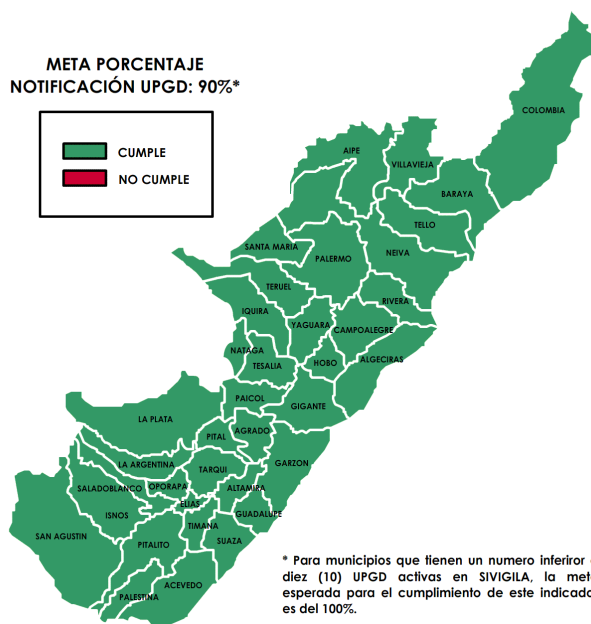 META PORCENTAJE
NOTIFICACIÓN UPGD: 90%*
CUMPLE
NO CUMPLE
COLOMBIA
AIPE
VILLAVIEJA
BARAYA
TELLO
SANTA MARIA
NEIVA
PALERMO
TERUEL
RIVERA
IQUIRA
YAGUARA
CAMPOALEGRE
NATAGA
ALGECIRAS
TESALIA
HOBO
PAICOL
GIGANTE
LA PLATA
AGRADO
PITAL
LA ARGENTINA
TARQUI
GARZON
SALADOBLANCO
OPORAPA
ALTAMIRA
ELIAS
ISNOS
GUADALUPE
TIMANA
SAN AGUSTIN
SUAZA
PITALITO
ACEVEDO
PALESTINA
* Para municipios que tienen un numero inferiror
diez (10) UPGD activas en SIVIGILA, la met
esperada para el cumplimiento de este indicado
es del 100%.